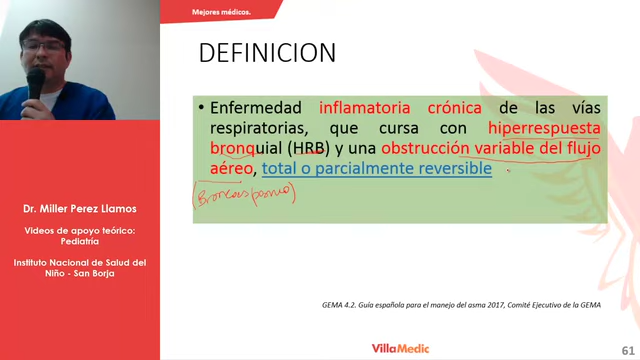 Mejores médicos.
DEFINICION
• Enfermedad inflamatoria crónica de las vías
respiratorias, que cursa con hiperrespuesta
bronquial (HRB) y una obstrucción variable del flujo
aéreo, total o parcialmente reversible
(Broncoespasmo)
Dr. Miller Perez Llamos
Videos de apoyo teórico:
Pediatría
Instituto Nacional de Salud del
Niño - San Borja
GEMA 4.2. Guía española para el manejo del asma 2017, Comité Ejecutivo de la GEMA
VillaMedic
61